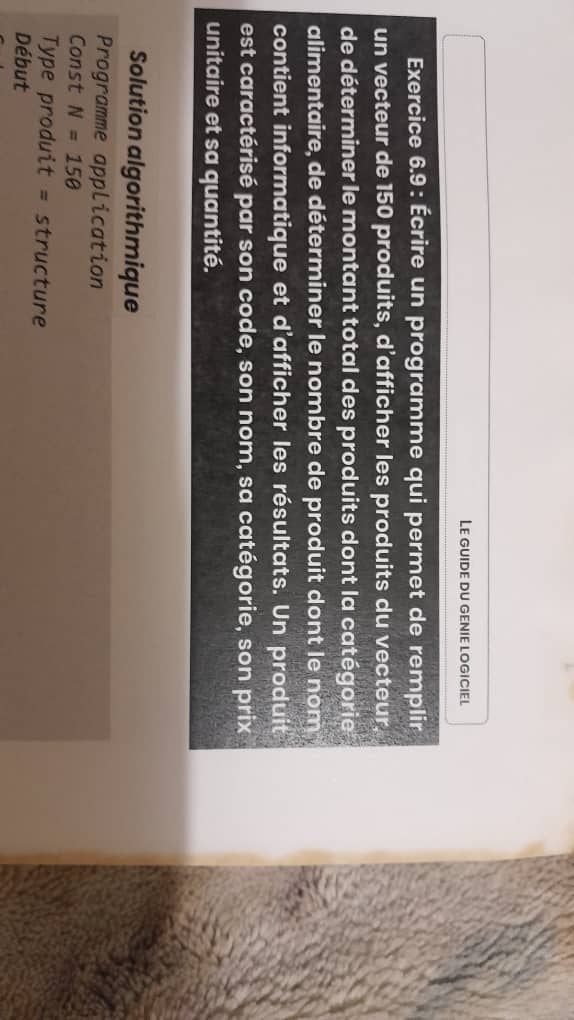 LE GUIDE DU GENIE LOGICIEL
Exercice 6.9 : Écrire un programme qui permet de remplir
un vecteur de 150 produits, d'afficher les produits du vecteur,
de déterminer le montant total des produits dont la catégorie
alimentaire, de déterminer le nombre de produit dont le nom
contient informatique et d'afficher les résultats. Un produit
est caractérisé par son code, son nom, sa catégorie, son prix
unitaire et sa quantité.
Solution algorithmique
Programme application
Const N = 150
Type produit = structure
Début